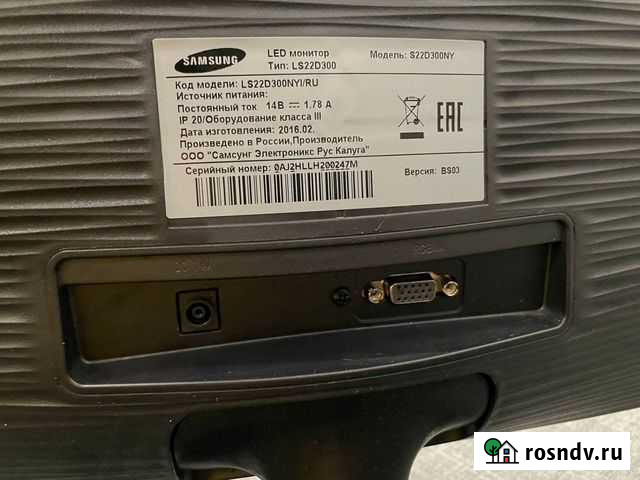 SAMSUNG
LED монитор
Тип: LS22D300
Модель: S22D300NY
Код модели: LS22D300NYI/RU
Источник питания:
Постоянный ток 14В 1.78 А
IP 20/Оборудование класса III
Дата изготовления: 2016.02.
Произведено в России,Производитель
ООО "Самсунг Электроникс Рус Калуга"
EAC
Серийный номер: 0AJ2HLLH200247M
Версия: BS03
rosndv.ru